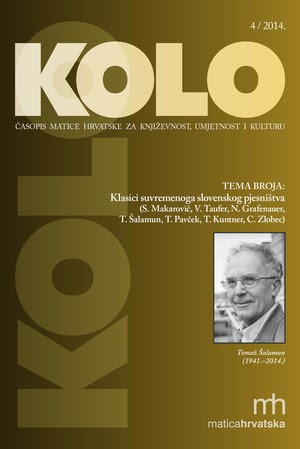 4 / 2014.
KOLO
ČASOPIS MATICE HRVATSKE ZA KNJIŽEVNOST, UMJETNOST I KULTURU
KOLO
TEMA BROJA:
Klasici suvremenoga slovenskog pjesništva
(S. Makarovič, V. Taufer, N. Grafenauer,
T. Šalamun, T. Pavček, T. Kuntner, C. Zlobec)
Tomaž Šalamun
(1941.–2014.)
mh
maticahrvatska